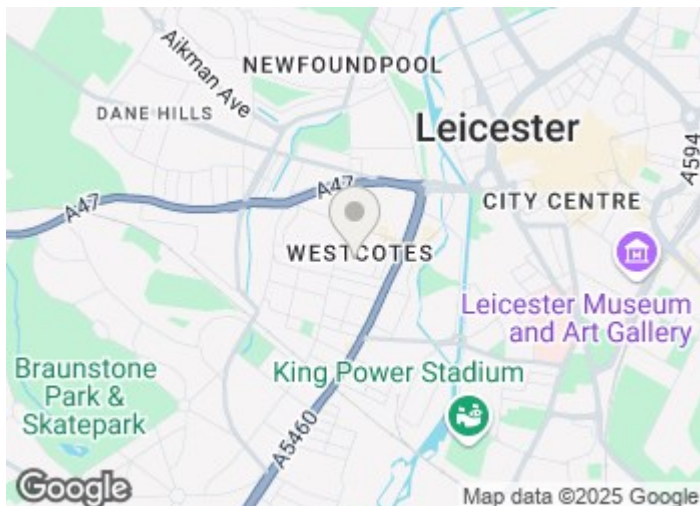 Aikman Ave
NEWFOUNDPOOL
DANE HILLS
Leicester
A594
A47
A47
CITY CENTRE
WESTCOTES
Leicester Museum
and Art Gallery
King Power Stadium
Braunstone
Park &
Skatepark
A5460
Google
Map data ©2025 Google